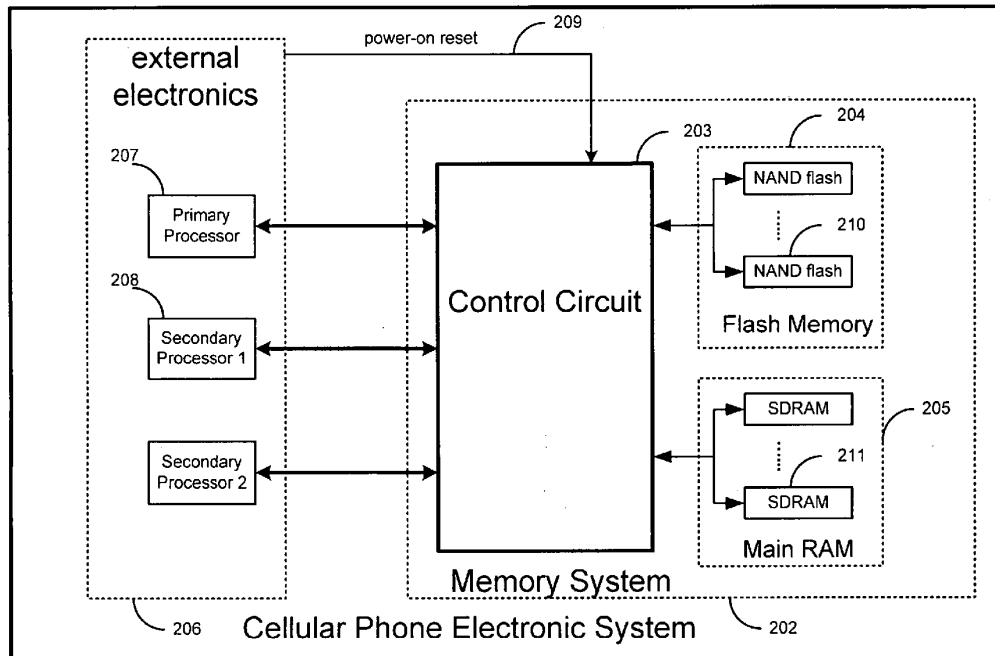 209
power-on reset
external
electronics
203
204
NAND flash
210
NAND flash
Flash Memory
207
Primary
Processor
208
Secondary
Processor 1
Secondary
Processor 2
Control Circuit
SDRAM
205
211
SDRAM
Main RAM
Memory System
206
Cellular Phone Electronic System
202